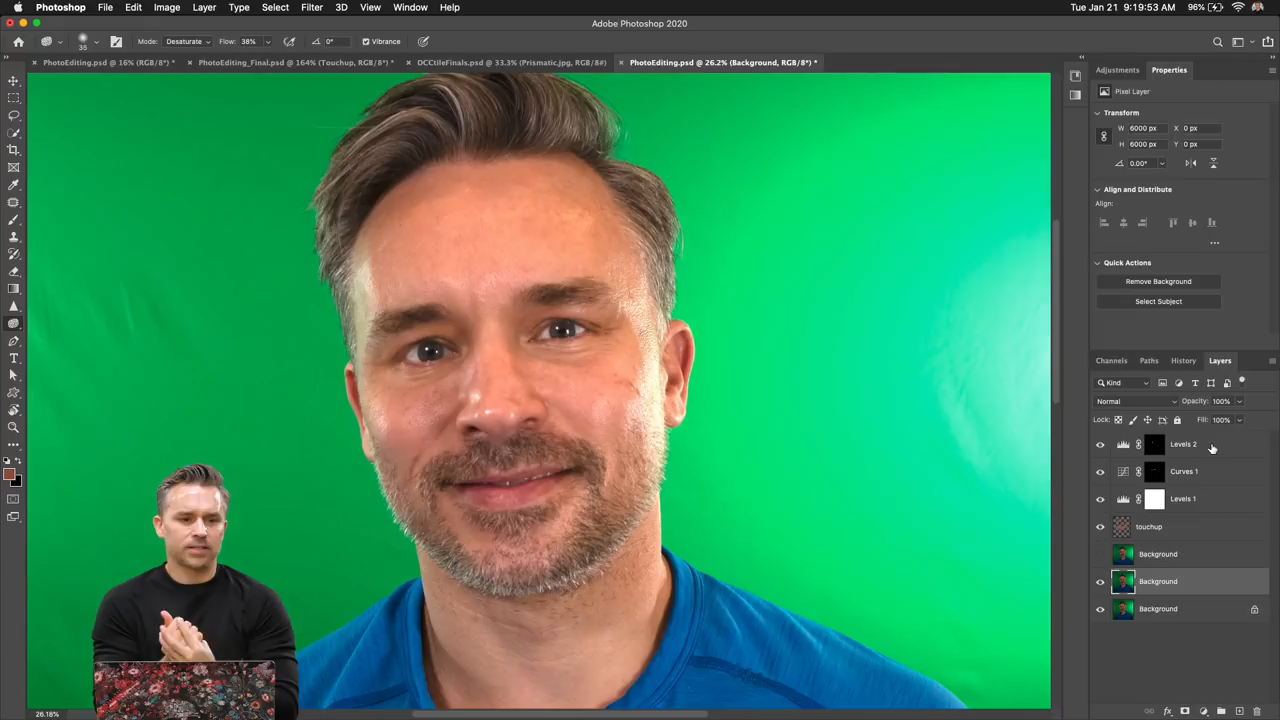 Photoshop File Edit Image Layer Type Select Filter 3D View Window Help Tue Jan 21 8:19:53 AM 96%
Adobe Photoshop 2020
35 Mode: Desaturate Flow: 38% 0° Vibrance
PhotoEditing.psd @ 16% (RGB/8*) * PhotoEditing_Final.psd @ 164% (Touchup, RGB/8*) * DCCtileFinals.psd @ 33.3% (Prismatic.jpg, RGB/8#) PhotoEditing.psd @ 26.2% (Background, RGB/8*) *
Adjustments Properties
Pixel Layer
Transform
W 6000 px X 0 px
H 6000 px Y 0 px
0.00°
Align and Distribute
Align:
Quick Actions
Remove Background
Select Subject
Channels Paths History Layers
Kind
Normal Opacity: 100%
Lock: Fill: 100%
Levels 2
Curves 1
Levels 1
touchup
Background
Background
Background
26.18%